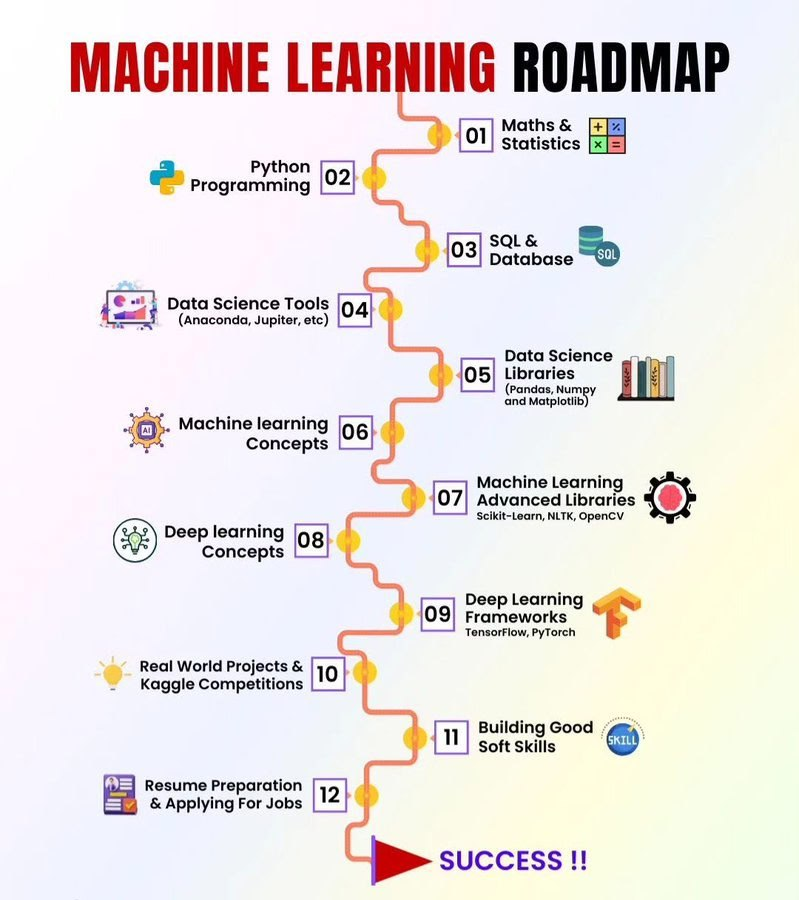 MACHINE LEARNING ROADMAP
01
Maths &
Statistics
Python
Programming
02
03
SQL &
Database
SQL
Data Science Tools
(Anaconda, Jupiter, etc)
04
05
Data Science
Libraries
(Pandas, Numpy
and Matplotlib)
AI
Machine learning
Concepts
06
07
Machine Learning
Advanced Libraries
Scikit-Learn, NLTK, OpenCV
Deep learning
Concepts
08
09
Deep Learning
Frameworks
TensorFlow, PyTorch
Real World Projects &
Kaggle Competitions
10
11
Building Good
Soft Skills
SKILL
Resume Preparation
& Applying For Jobs
12
SUCCESS !!